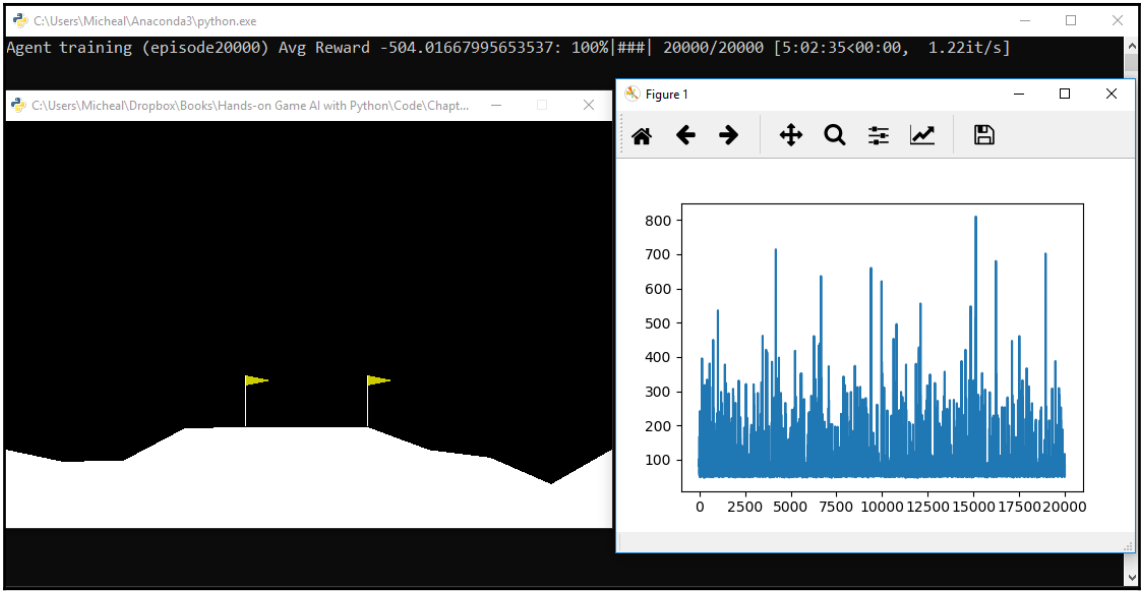 C:\Users\Micheal\Anaconda3\python.exe
Agent training (episode20000) Avg Reward -504.01667995653537: 100%|###| 20000/20000 [5:02:35<00:00, 1.22it/s]
C:\Users\Micheal\Dropbox\Books\Hands-on Game AI with Python\Code\Chapt...
Figure 1
800
700
600
500
400
300
200
100
0 2500 5000 7500 10000 12500 15000 17500 20000